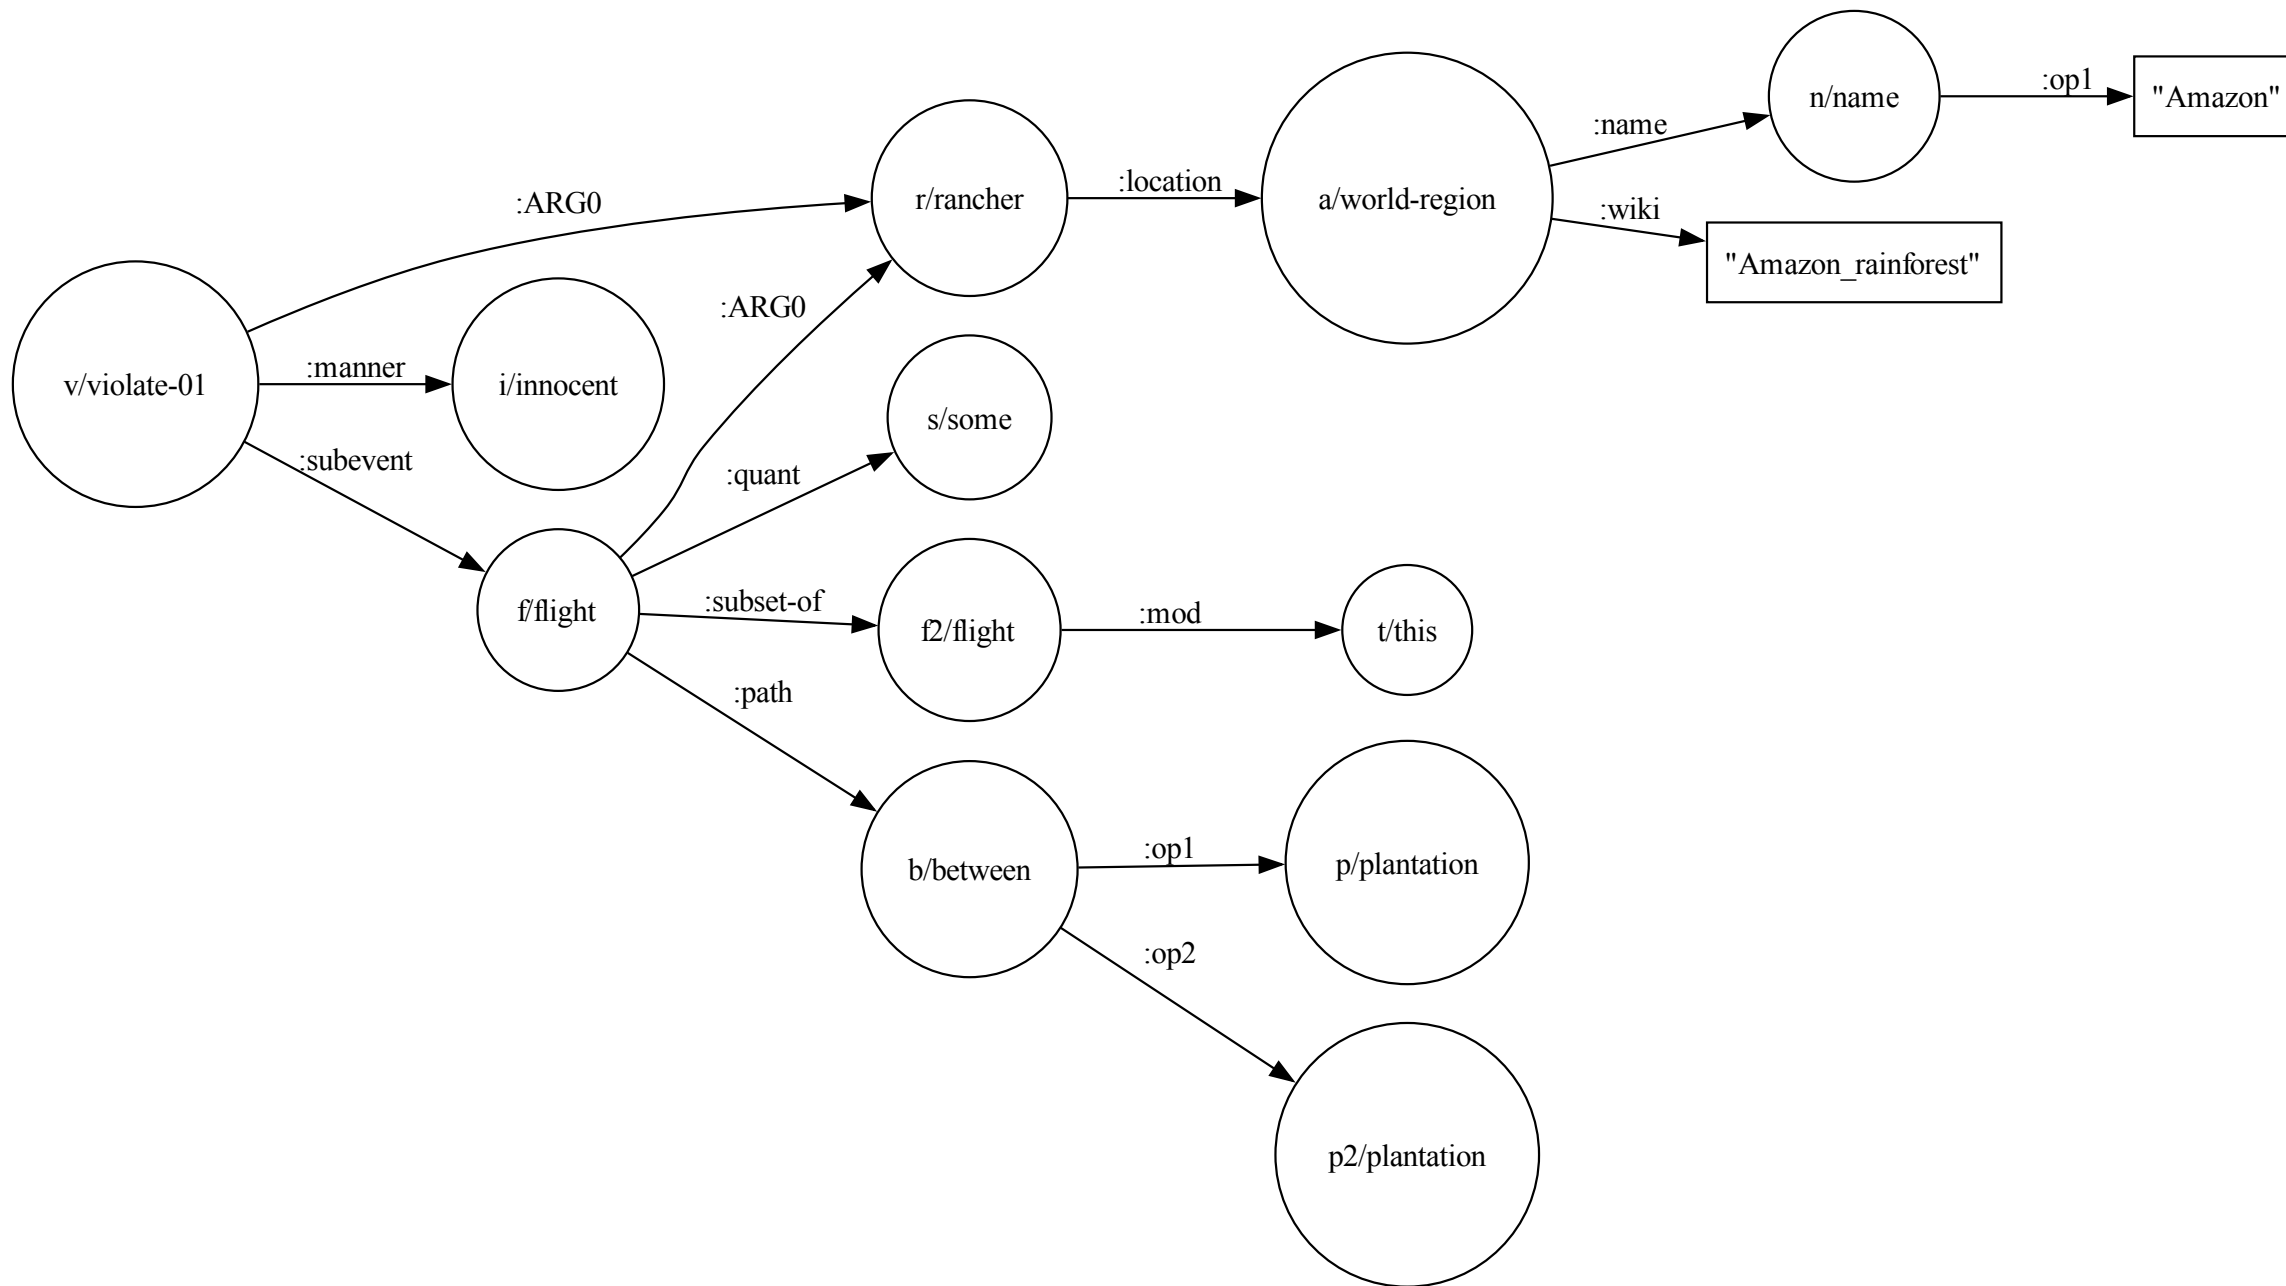 n/name
:op1
"Amazon"
:name
:ARG0
r/rancher
:location
a/world-region
:wiki
"Amazon_rainforest"
:ARG0
v/violate-01
:manner
i/innocent
s/some
:subevent
:quant
f/flight
:subset-of
f2/flight
:mod
t/this
:path
b/between
:op1
p/plantation
:op2
p2/plantation